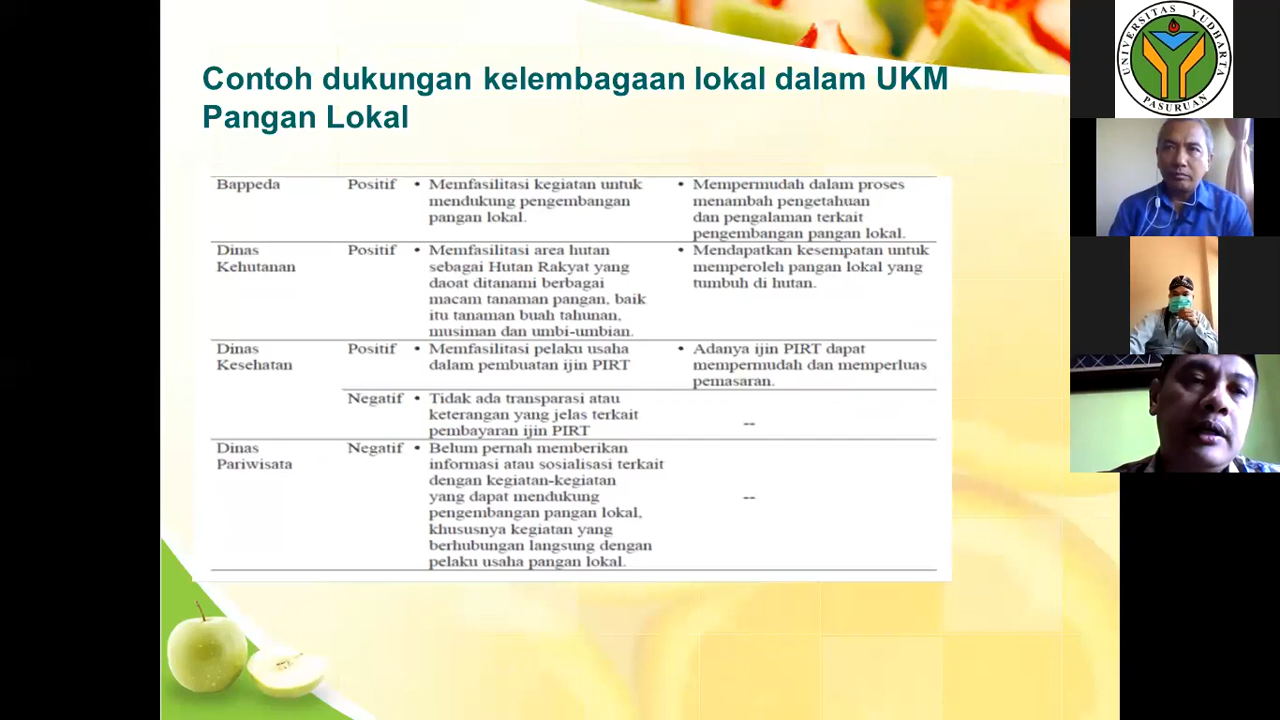 Contoh dukungan kelembagaan lokal dalam UKM
Pangan Lokal
Bappeda
Positif
• Memfasilitasi kegiatan untuk
mendukung pengembangan
pangan lokal.
• Mempermudah dalam proses
menambah pengetahuan
dan pengalaman terkait
pengembangan pangan lokal.
Dinas
Kehutanan
Positif
• Memfasilitasi area hutan
sebagai Hutan Rakyat yang
daoat ditanami berbagai
macam tanaman pangan, baik
itu tanaman buah tahunan,
musiman dan umbi-umbian.
• Mendapatkan kesempatan untuk
memperoleh pangan lokal yang
tumbuh di hutan.
Dinas
Kesehatan
Positif
• Memfasilitasi pelaku usaha
dalam pembuatan ijin PIRT
• Adanya ijin PIRT dapat
mempermudah dan memperluas
pemasaran.
Negatif
• Tidak ada transparasi atau
keterangan yang jelas terkait
pembayaran ijin PIRT
--
Dinas
Pariwisata
Negatif
• Belum pernah memberikan
informasi atau sosialisasi terkait
dengan kegiatan-kegiatan
yang dapat mendukung
pengembangan pangan lokal,
khususnya kegiatan yang
berhubungan langsung dengan
pelaku usaha pangan lokal.
--
UNIVERSITAS YUDHARTA
PASURUAN